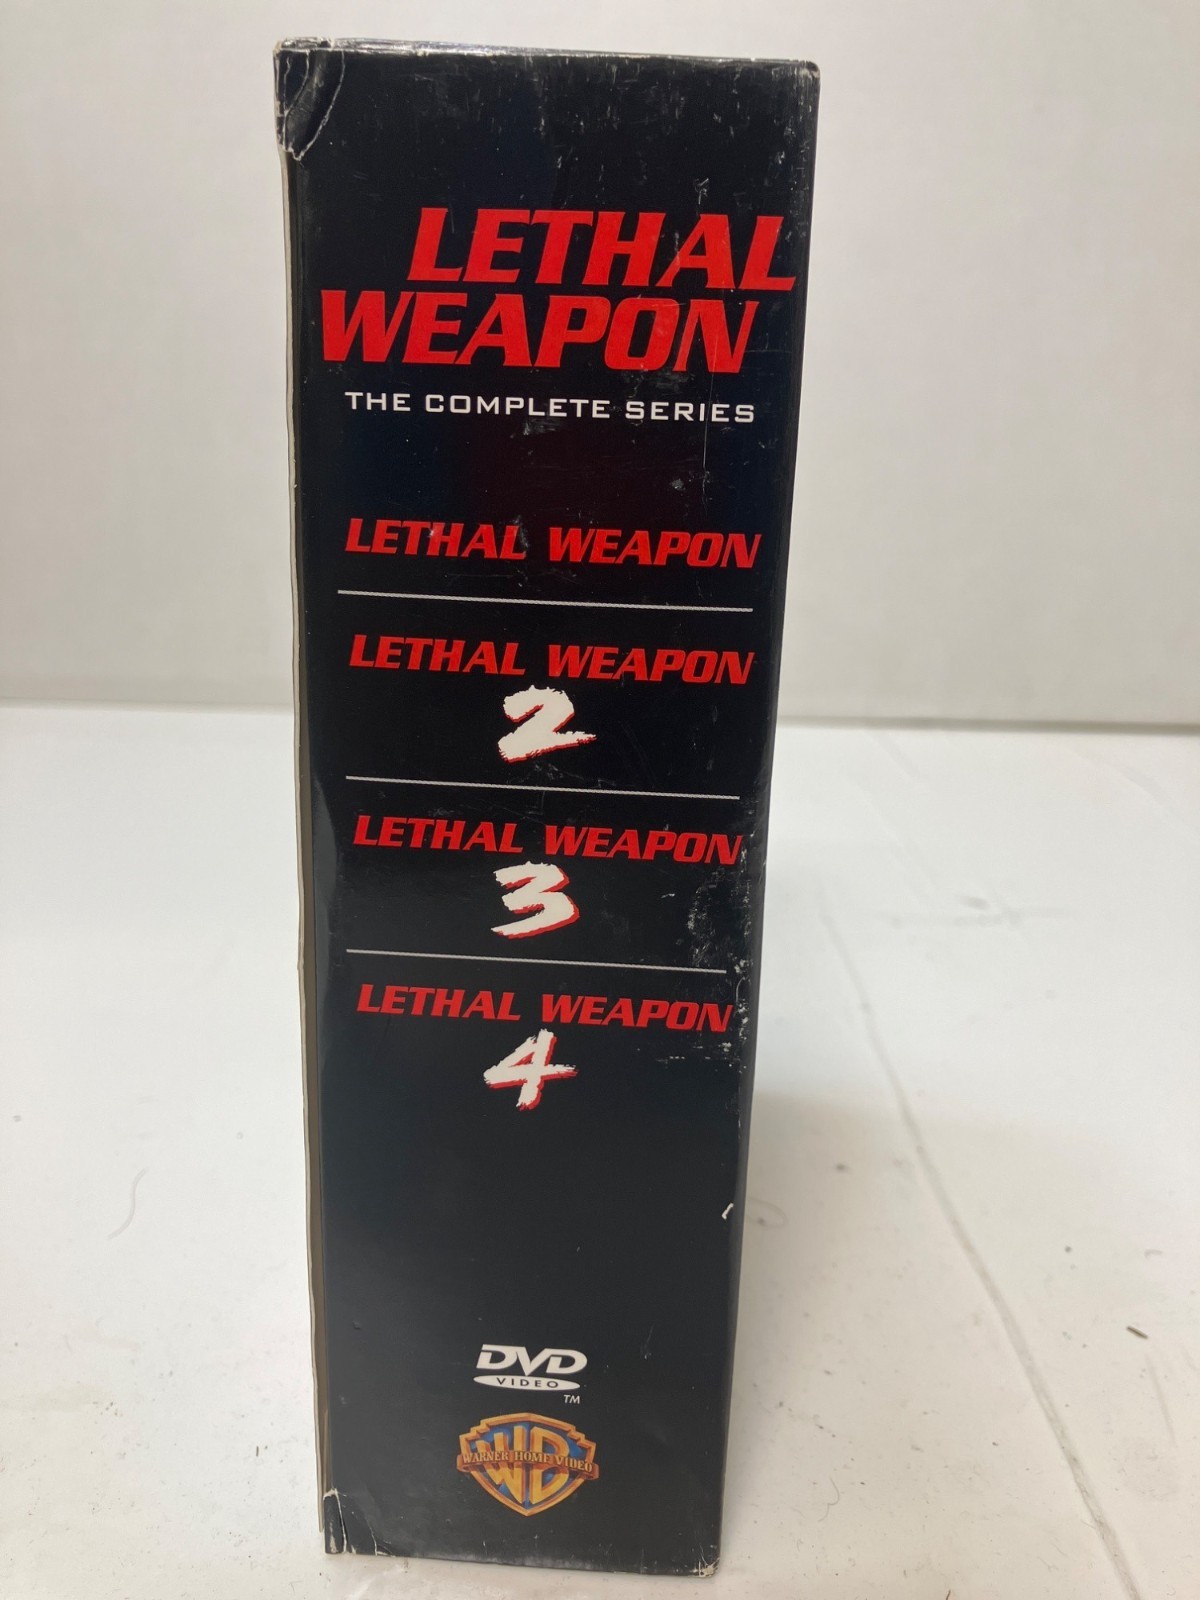 LETHAL
WEAPON
THE COMPLETE SERIES
LETHAL WEAPON
LETHAL WEAPON
2
LETHAL WEAPON
3
LETHAL WEAPON
4
DVD
VIDEO
TM
WB
WARNER HOME VIDEO